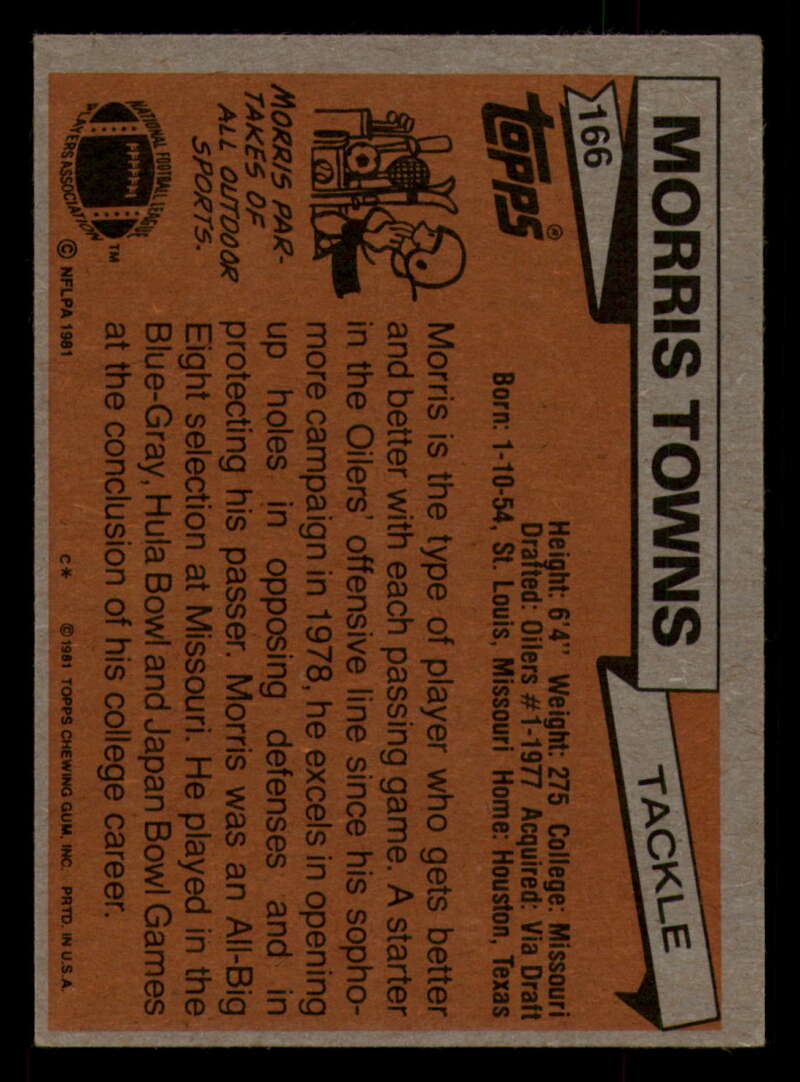 166
MORRIS TOWNS
TACKLE
TOPPS®
Height: 6'4" Weight: 275 College: Missouri
Drafted: Oilers #1-1977 Acquired: Via Draft
Born: 1-10-54, St. Louis, Missouri Home: Houston, Texas
MORRIS PAR-
TAKES OF
ALL OUTDOOR
SPORTS.
Morris is the type of player who gets better
and better with each passing game. A starter
in the Oilers' offensive line since his sopho-
more campaign in 1978, he excels in opening
up holes in opposing defenses and in
protecting his passer. Morris was an All-Big
Eight selection at Missouri. He played in the
Blue-Gray, Hula Bowl and Japan Bowl Games
at the conclusion of his college career.
NATIONAL FOOTBALL LEAGUE
PLAYERS ASSOCIATION
™
© NFLPA 1981
C* © 1981 TOPPS CHEWING GUM, INC. PRTD. IN U.S.A.